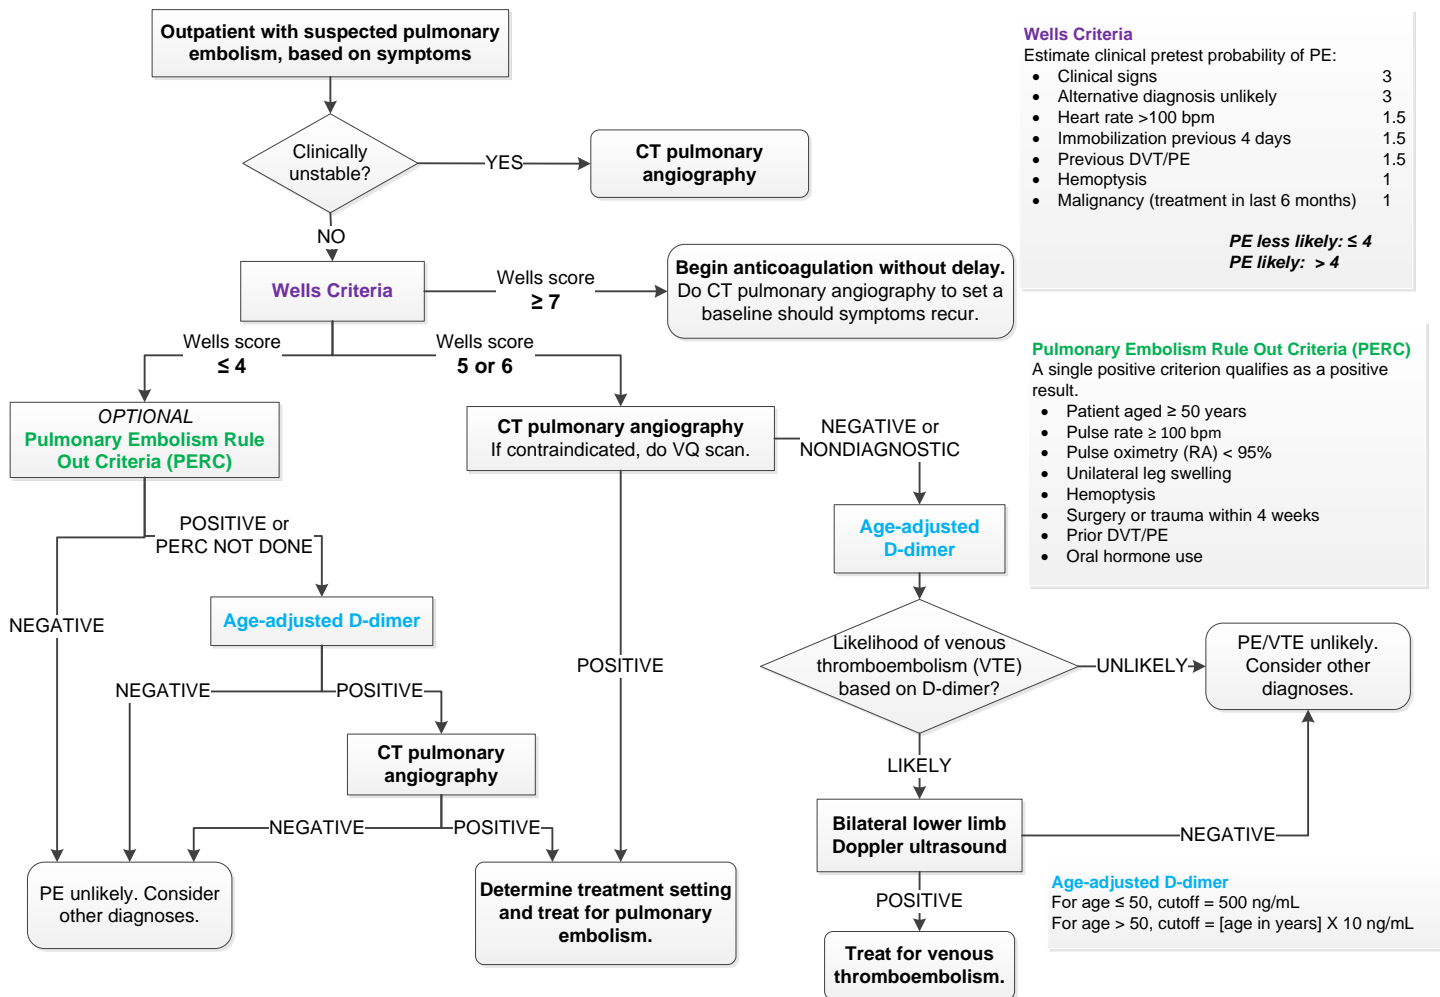 Outpatient with suspected pulmonary
embolism, based on symptoms
Clinically
unstable?
YES
CT pulmonary
angiography
NO
Wells Criteria
Wells score
≥ 7
Begin anticoagulation without delay.
Do CT pulmonary angiography to set a
baseline should symptoms recur.
Wells score
≤ 4
Wells score
5 or 6
OPTIONAL
Pulmonary Embolism Rule
Out Criteria (PERC)
CT pulmonary angiography
If contraindicated, do VQ scan.
NEGATIVE or
NONDIAGNOSTIC
POSITIVE or
PERC NOT DONE
Age-adjusted
D-dimer
NEGATIVE
Age-adjusted D-dimer
POSITIVE
Likelihood of venous
thromboembolism (VTE)
based on D-dimer?
UNLIKELY
PE/VTE unlikely.
Consider other
diagnoses.
NEGATIVE
POSITIVE
CT pulmonary
angiography
LIKELY
NEGATIVE
POSITIVE
Bilateral lower limb
Doppler ultrasound
NEGATIVE
PE unlikely. Consider
other diagnoses.
Determine treatment setting
and treat for pulmonary
embolism.
POSITIVE
Treat for venous
thromboembolism.
Wells Criteria
Estimate clinical pretest probability of PE:
• Clinical signs 3
• Alternative diagnosis unlikely 3
• Heart rate >100 bpm 1.5
• Immobilization previous 4 days 1.5
• Previous DVT/PE 1.5
• Hemoptysis 1
• Malignancy (treatment in last 6 months) 1
PE less likely: ≤ 4
PE likely: > 4
Pulmonary Embolism Rule Out Criteria (PERC)
A single positive criterion qualifies as a positive
result.
• Patient aged ≥ 50 years
• Pulse rate ≥ 100 bpm
• Pulse oximetry (RA) < 95%
• Unilateral leg swelling
• Hemoptysis
• Surgery or trauma within 4 weeks
• Prior DVT/PE
• Oral hormone use
Age-adjusted D-dimer
For age ≤ 50, cutoff = 500 ng/mL
For age > 50, cutoff = [age in years] X 10 ng/mL